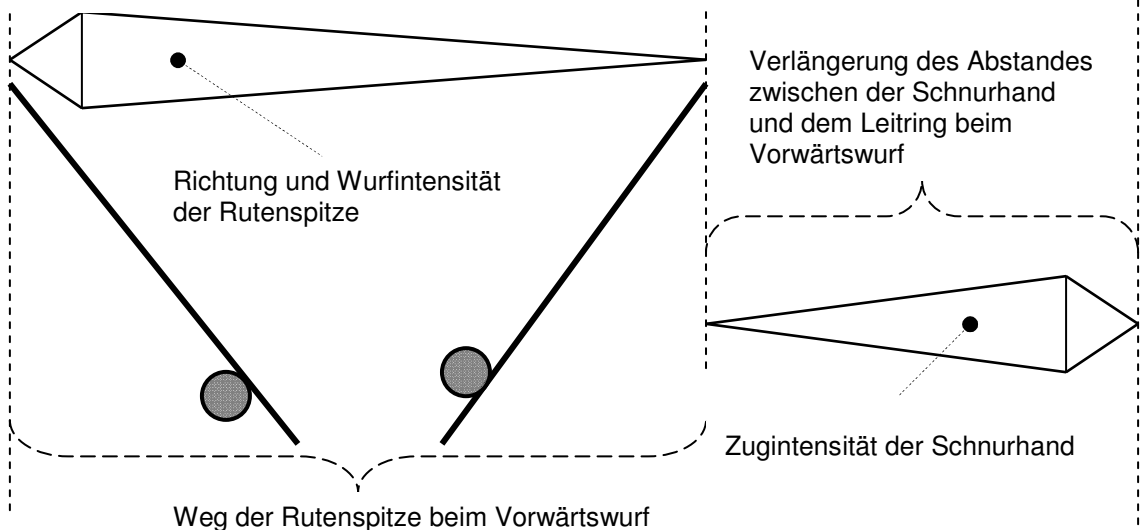 Verlängerung des Abstandes
zwischen der Schnurhand
und dem Leitring beim
Vorwärtswurf
Richtung und Wurfintensität
der Rutenspitze
Zugintensität der Schnurhand
Weg der Rutenspitze beim Vorwärtswurf